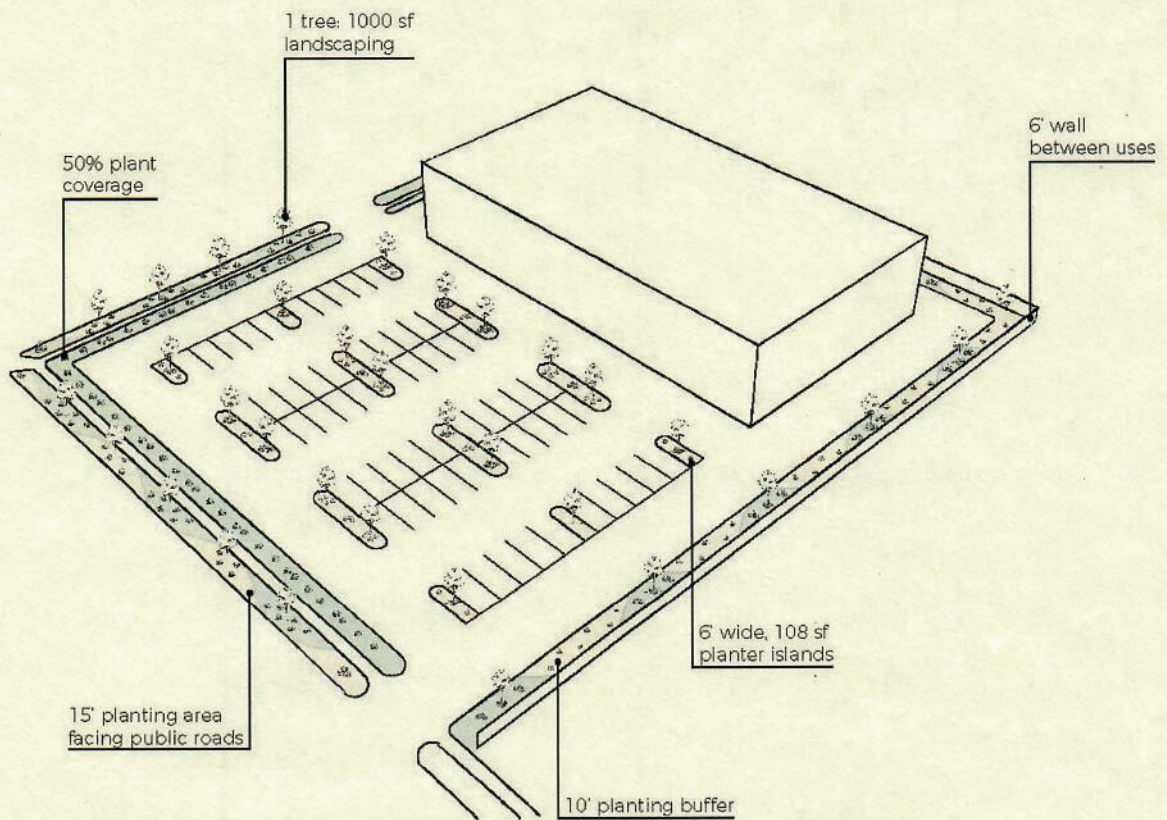 1 tree: 1000 sf
landscaping
50% plant
coverage
6' wall
between uses
6' wide, 108 sf
planter islands
15' planting area
facing public roads
10' planting buffer